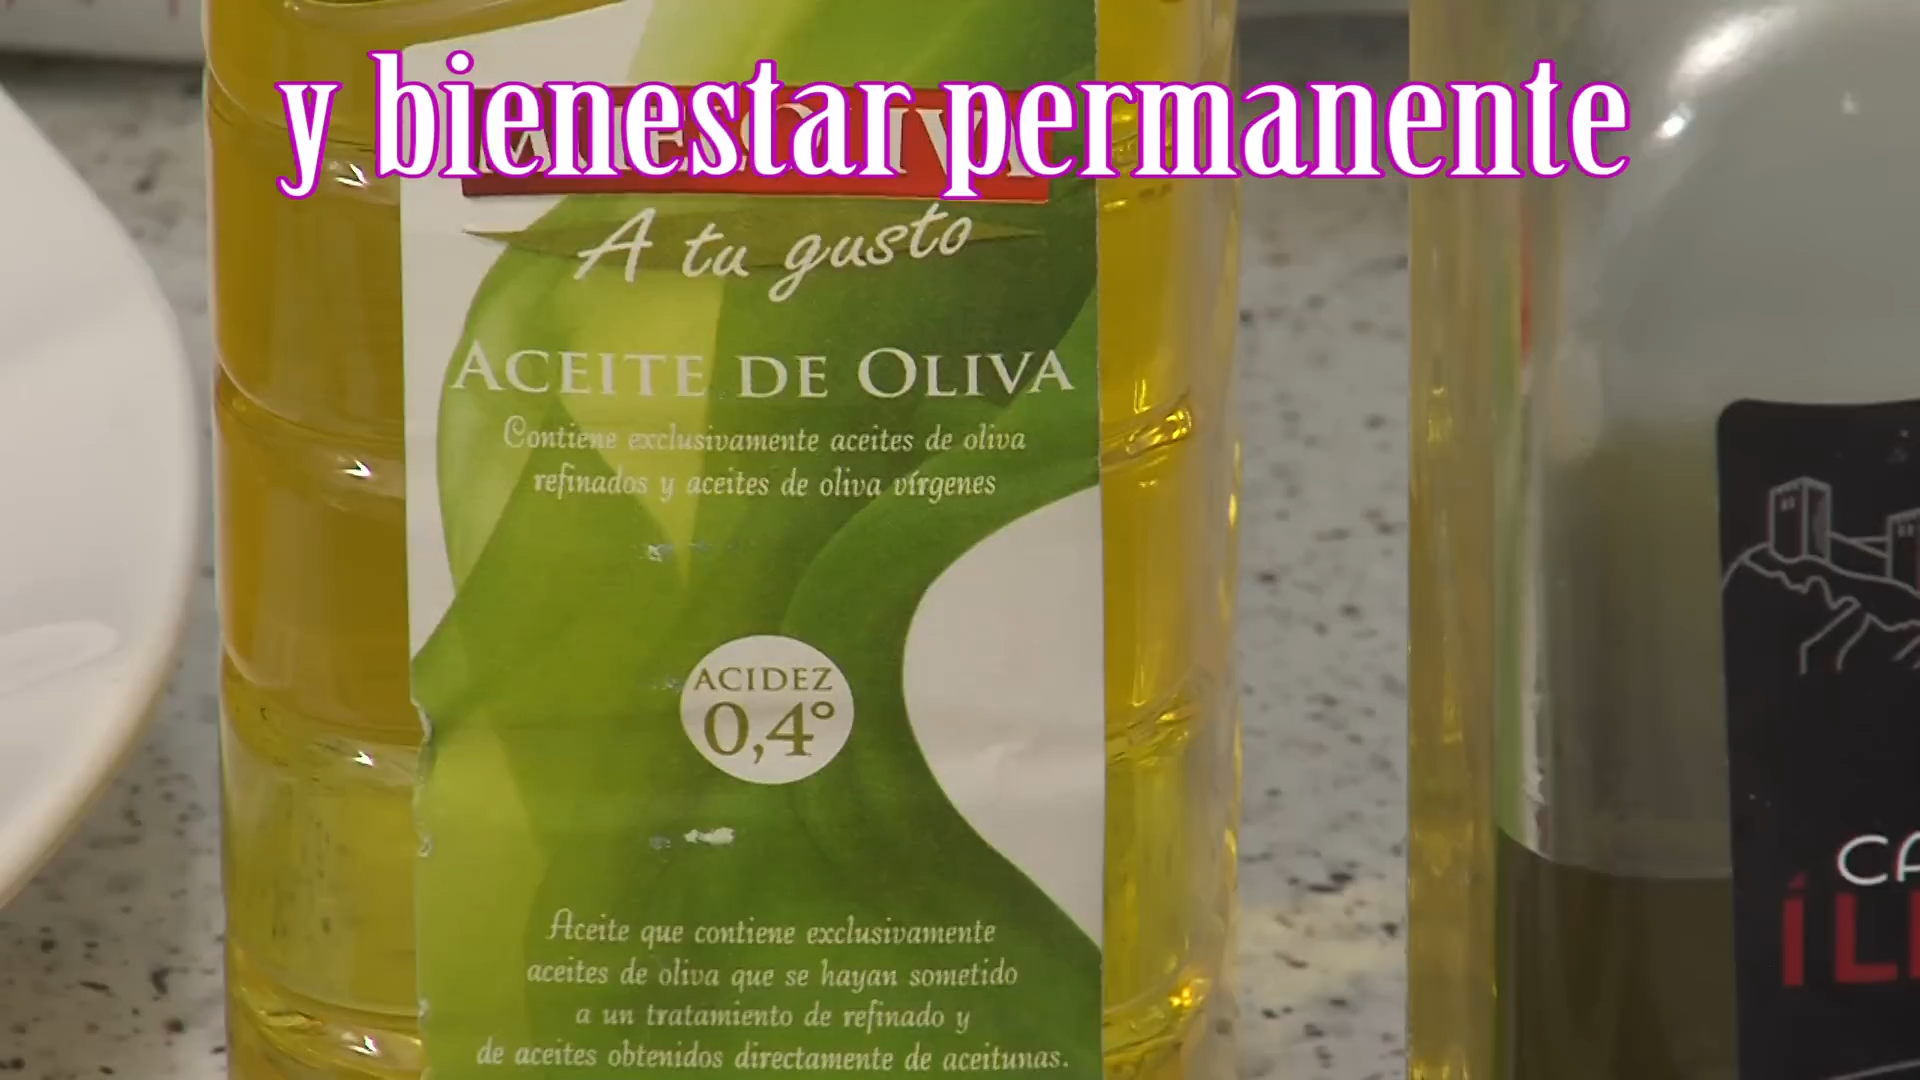 y bienestar permanente
A tu gusto
ACEITE DE OLIVA
Contiene exclusivamente aceites de oliva
refinados y aceites de oliva vírgenes
ACIDEZ
0,4º
Aceite que contiene exclusivamente
aceites de oliva que se hayan sometido
a un tratamiento de refinado y
de aceites obtenidos directamente de aceitunas.